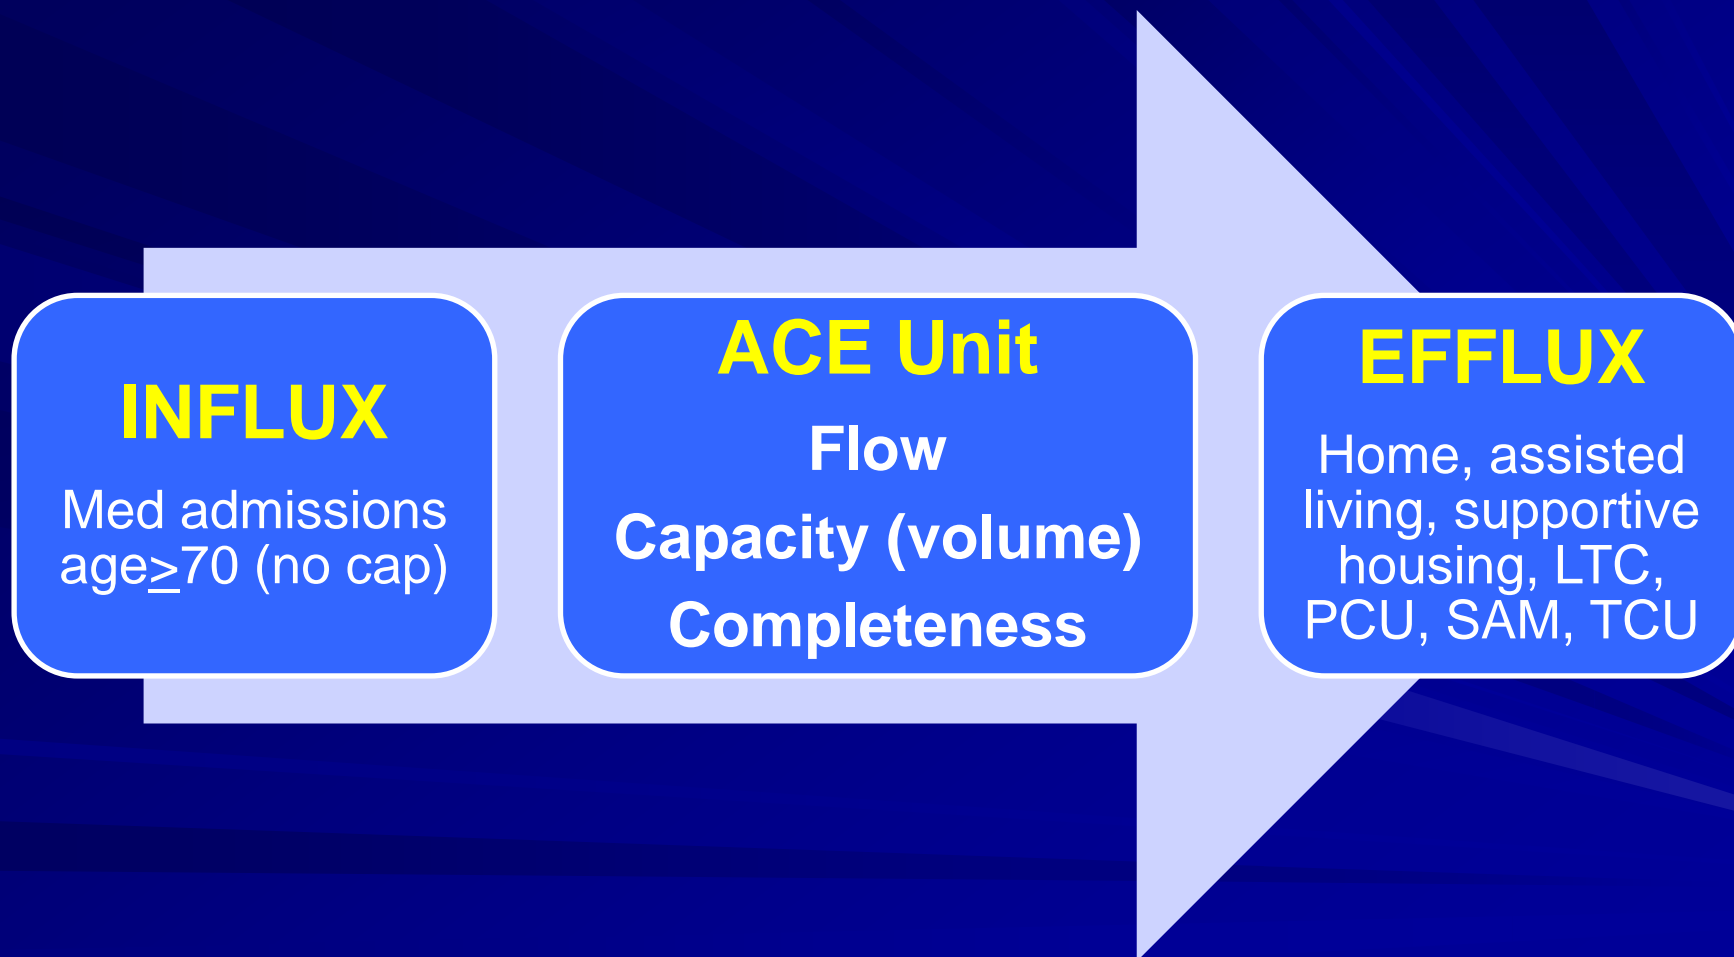 INFLUX
Med admissions
age≥70 (no cap)
ACE Unit
Flow
Capacity (volume)
Completeness
EFFLUX
Home, assisted
living, supportive
housing, LTC,
PCU, SAM, TCU